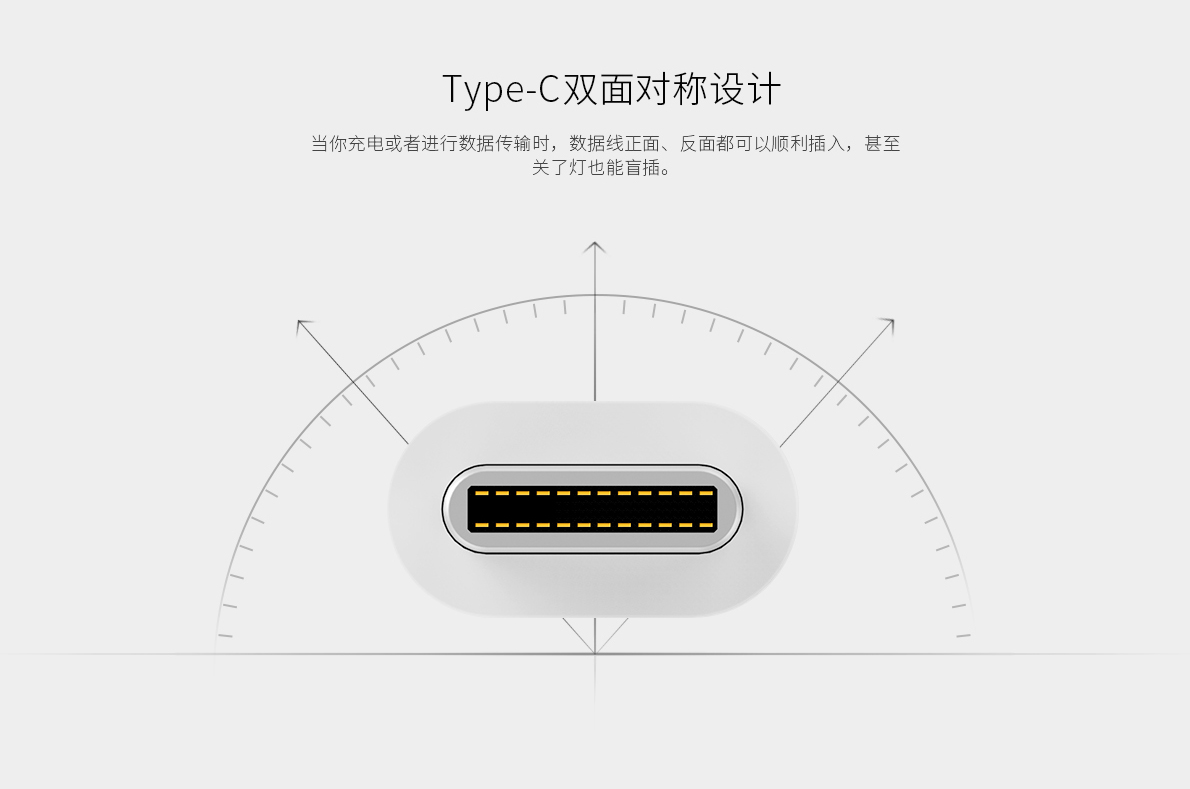 Type-C双面对称设计
当你充电或者进行数据传输时，数据线正面、反面都可以顺利插入，甚至
关了灯也能盲插。